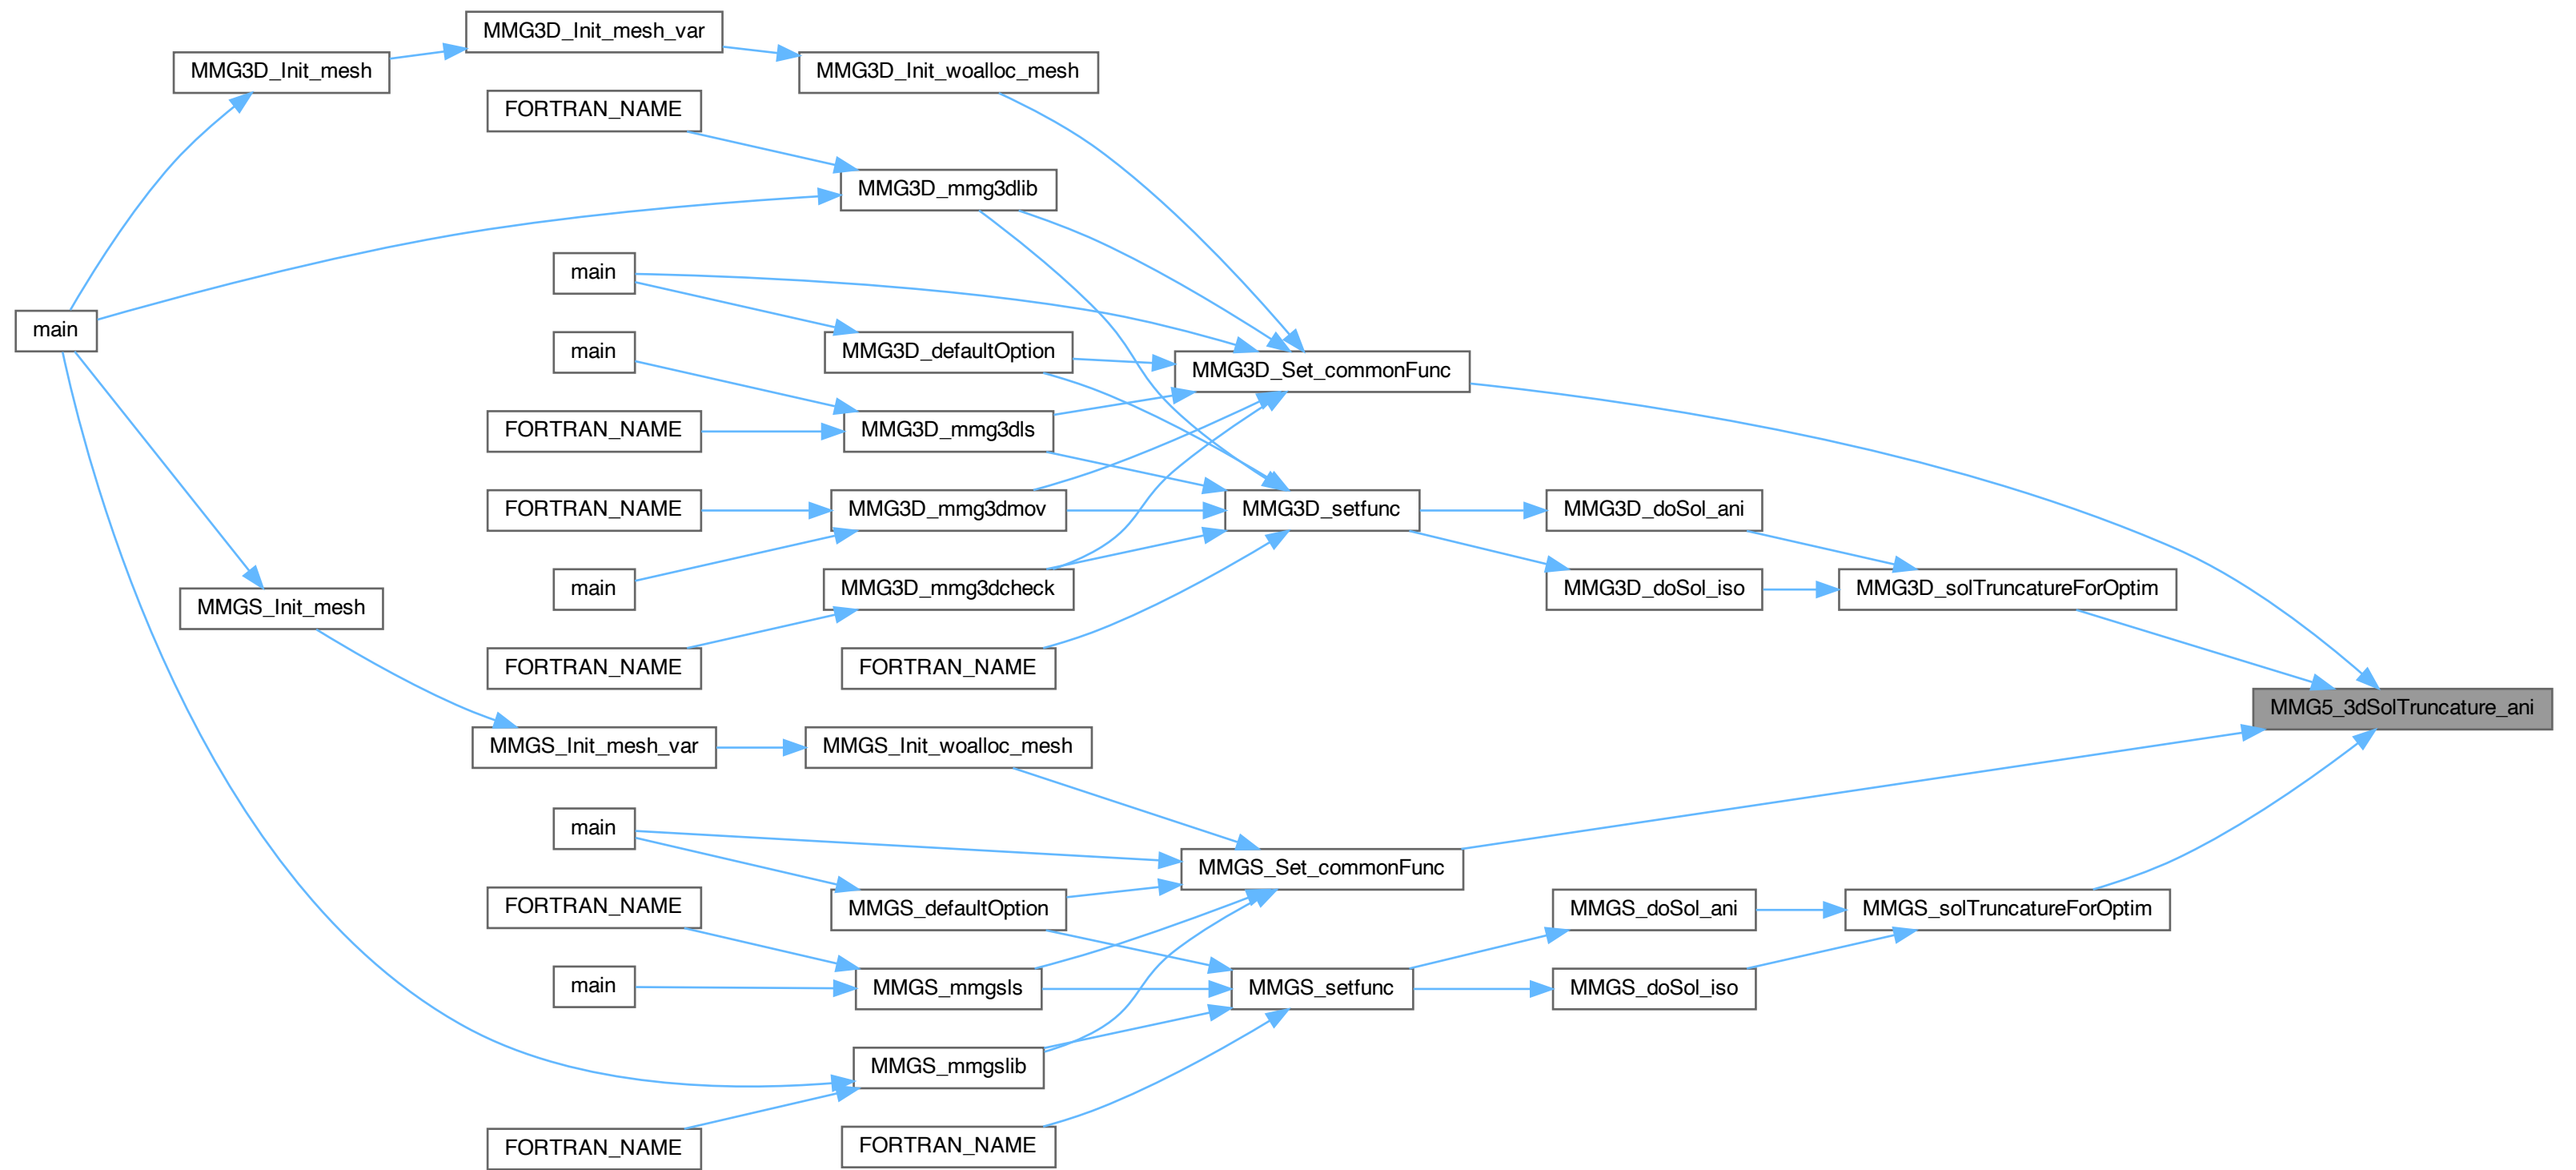 MMG3D_Init_mesh_var
MMG3D_Init_mesh
MMG3D_Init_woalloc_mesh
FORTRAN_NAME
MMG3D_mmg3dlib
main
main
main
MMG3D_defaultOption
MMG3D_Set_commonFunc
FORTRAN_NAME
MMG3D_mmg3dls
FORTRAN_NAME
MMG3D_mmg3dmov
MMG3D_setfunc
MMG3D_doSol_ani
main
MMG3D_mmg3dcheck
MMG3D_doSol_iso
MMG3D_solTruncatureForOptim
MMGS_Init_mesh
FORTRAN_NAME
FORTRAN_NAME
MMG5_3dSolTruncature_ani
MMGS_Init_mesh_var
MMGS_Init_woalloc_mesh
main
MMGS_Set_commonFunc
FORTRAN_NAME
MMGS_defaultOption
MMGS_doSol_ani
MMGS_solTruncatureForOptim
main
MMGS_mmgsls
MMGS_setfunc
MMGS_doSol_iso
MMGS_mmgslib
FORTRAN_NAME
FORTRAN_NAME